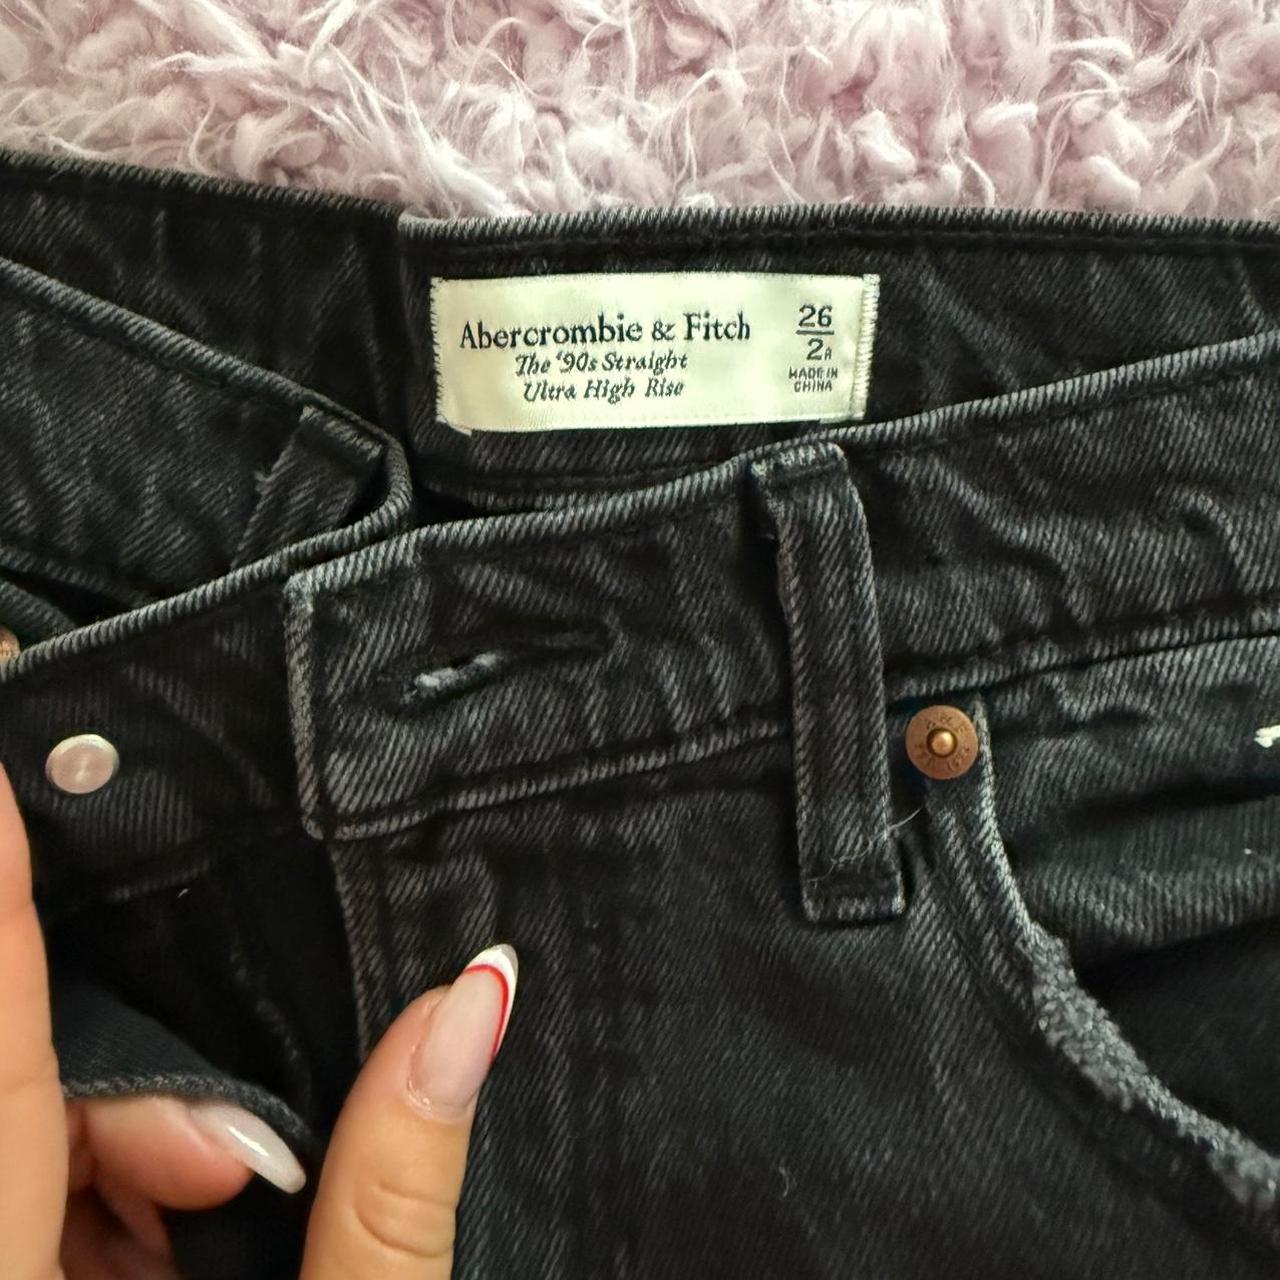 Abercrombie & Fitch
The '90s Straight
Ultra High Rise
26
2R
MADE IN
CHINA